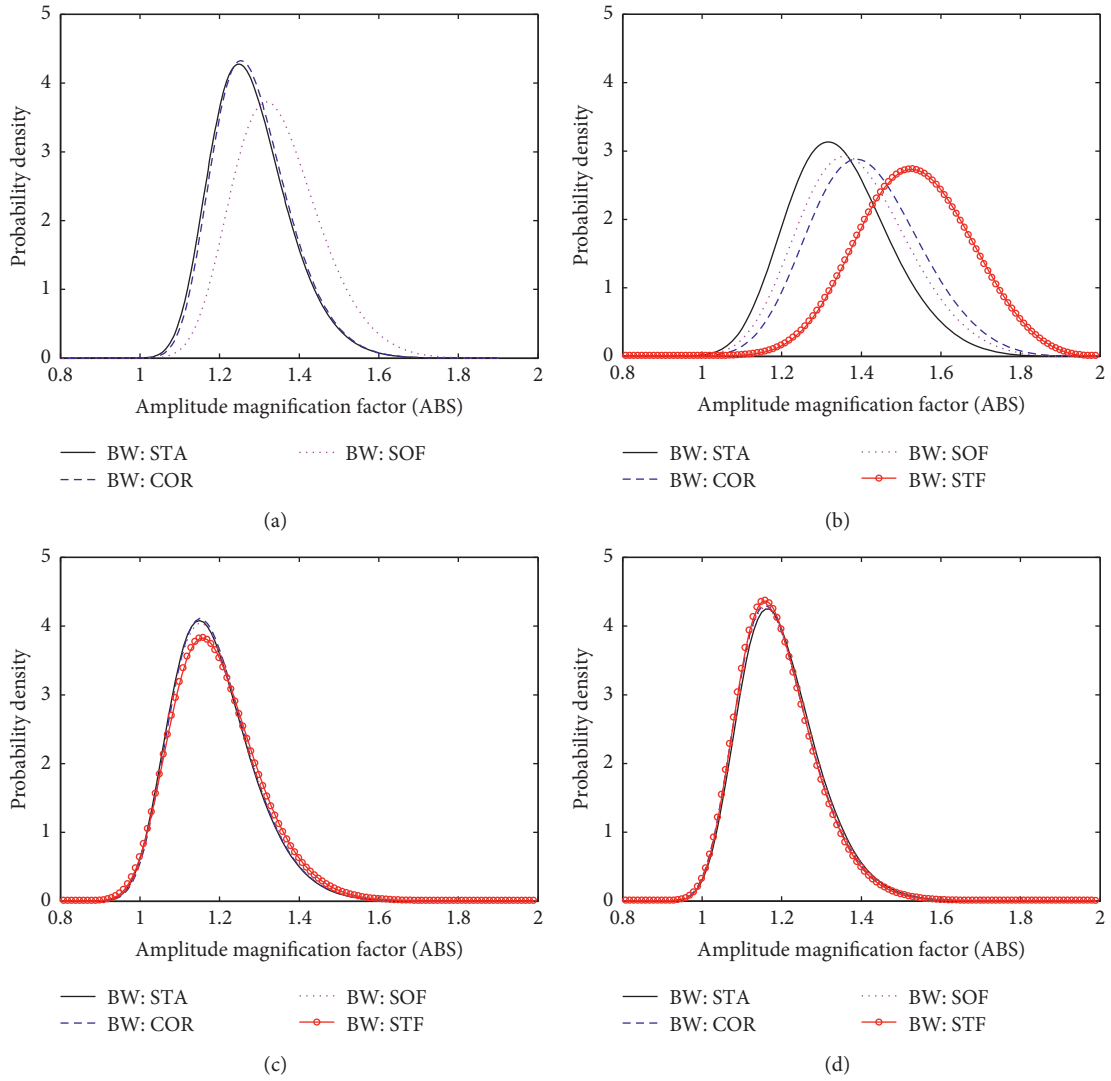 5
4
3
2
1
0
Probability density
0.8 1 1.2 1.4 1.6 1.8 2
Amplitude magnification factor (ABS)
BW: STA
BW: COR
BW: SOF
(a)
5
4
3
2
1
0
Probability density
0.8 1 1.2 1.4 1.6 1.8 2
Amplitude magnification factor (ABS)
BW: STA
BW: COR
BW: SOF
BW: STF
(b)
5
4
3
2
1
0
Probability density
0.8 1 1.2 1.4 1.6 1.8 2
Amplitude magnification factor (ABS)
BW: STA
BW: COR
BW: SOF
BW: STF
(c)
5
4
3
2
1
0
Probability density
0.8 1 1.2 1.4 1.6 1.8 2
Amplitude magnification factor (ABS)
BW: STA
BW: COR
BW: SOF
BW: STF
(d)